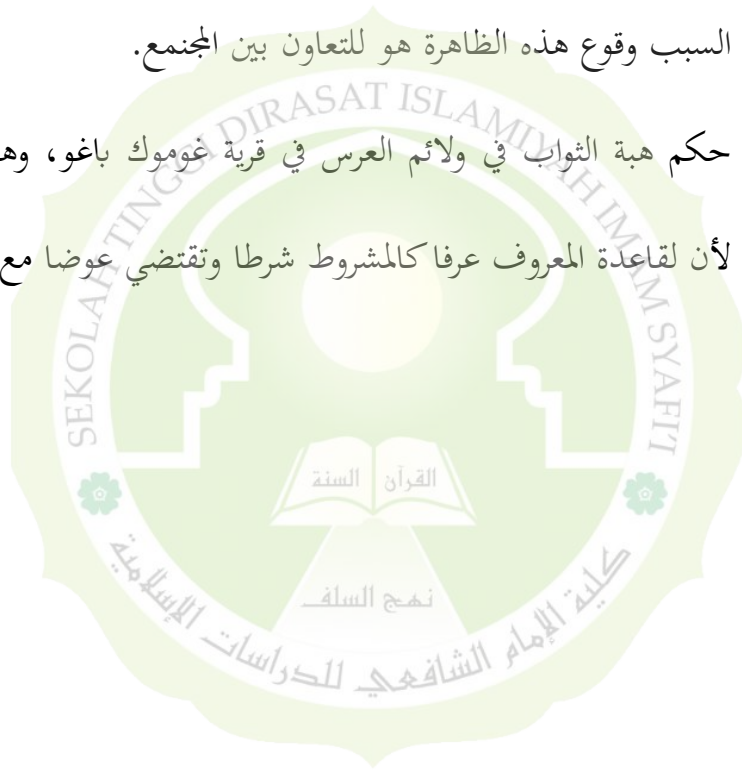 السبب وقوع هذه الظاهرة هو للتعاون بين المجنمع.
حكم هبة الثواب في ولائم العرس في قرية غوموك باغو، وه
لأن لقاعدة المعروف عرفا كالمشروط شرطا وتقتضي عوضا مع
SEKOLAH TINGGI DIRASAT ISLAMIYAH IMAM SYAFI'I
القرآن السنة
نهج السلف
كلية الإمام الشافعي للدراسات الإسلامية